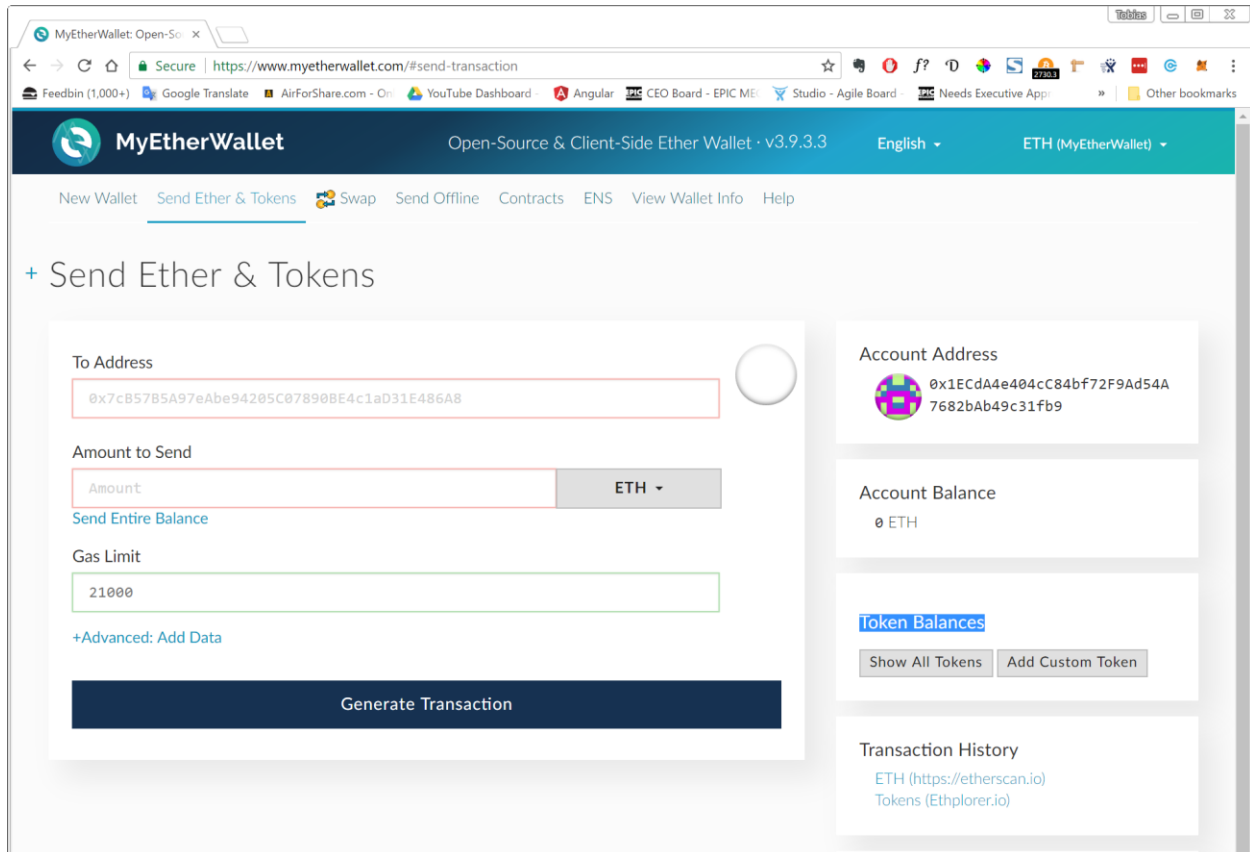 Tobias
MyEtherWallet: Open-So
Secure https://www.myetherwallet.com/#send-transaction
f? 2730.3
Feedbin (1,000+) Google Translate AirForShare.com - On YouTube Dashboard - Angular EPIC CEO Board - EPIC ME Studio - Agile Board - EPIC Needs Executive Appr » Other bookmarks
MyEtherWallet Open-Source & Client-Side Ether Wallet · v3.9.3.3 English ETH (MyEtherWallet)
New Wallet Send Ether & Tokens Swap Send Offline Contracts ENS View Wallet Info Help
+ Send Ether & Tokens
To Address
0x7cB57B5A97eAbe94205C07890BE4c1aD31E486A8
Amount to Send
Amount ETH
Send Entire Balance
Gas Limit
21000
+Advanced: Add Data
Generate Transaction
Account Address
0x1ECdA4e404cC84bf72F9Ad54A
7682bAb49c31fb9
Account Balance
0 ETH
Token Balances
Show All Tokens Add Custom Token
Transaction History
ETH (https://etherscan.io)
Tokens (Ethplorer.io)